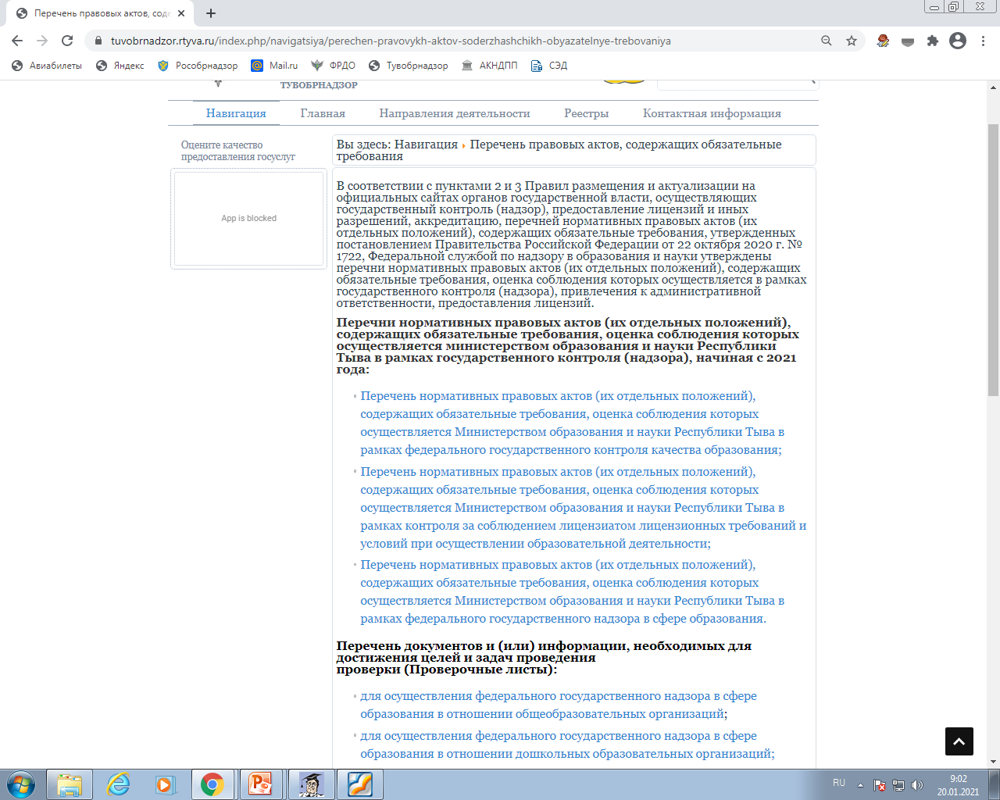 Перечень правовых актов, соде
tuvobrnadzor.rtyva.ru/index.php/navigatsiya/perechen-pravovykh-aktov-soderzhashchikh-obyazatelnye-trebovaniya
Авиабилеты Яндекс Рособрнадзор Mail.ru ФРДО Тувобрнадзор АКНДПП СЭД
ТУВОБРНАДЗОР
Навигация Главная Направления деятельности Реестры Контактная информация
Оцените качество
предоставления госуслуг
App is blocked
Вы здесь: Навигация Перечень правовых актов, содержащих обязательные
требования
В соответствии с пунктами 2 и 3 Правил размещения и актуализации на
официальных сайтах органов государственной власти, осуществляющих
государственный контроль (надзор), предоставление лицензий и иных
разрешений, аккредитацию, перечней нормативных правовых актов (их
отдельных положений), содержащих обязательные требования, утвержденных
постановлением Правительства Российской Федерации от 22 октября 2020 г. №
1722, Федеральной службой по надзору в образования и науки утверждены
перечни нормативных правовых актов (их отдельных положений), содержащих
обязательные требования, оценка соблюдения которых осуществляется в рамках
государственного контроля (надзора), привлечения к административной
ответственности, предоставления лицензий.
Перечни нормативных правовых актов (их отдельных положений),
содержащих обязательные требования, оценка соблюдения которых
осуществляется министерством образования и науки Республики
Тыва в рамках государственного контроля (надзора), начиная с 2021
года:
Перечень нормативных правовых актов (их отдельных положений),
содержащих обязательные требования, оценка соблюдения которых
осуществляется Министерством образования и науки Республики Тыва в
рамках федерального государственного контроля качества образования;
Перечень нормативных правовых актов (их отдельных положений),
содержащих обязательные требования, оценка соблюдения которых
осуществляется Министерством образования и науки Республики Тыва в
рамках контроля за соблюдением лицензиатом лицензионных требований и
условий при осуществлении образовательной деятельности;
Перечень нормативных правовых актов (их отдельных положений),
содержащих обязательные требования, оценка соблюдения которых
осуществляется Министерством образования и науки Республики Тыва в
рамках федерального государственного надзора в сфере образования.
Перечень документов и (или) информации, необходимых для
достижения целей и задач проведения
проверки (Проверочные листы):
для осуществления федерального государственного надзора в сфере
образования в отношении общеобразовательных организаций;
для осуществления федерального государственного надзора в сфере
образования в отношении дошкольных образовательных организаций;
RU 9:02
20.01.2021